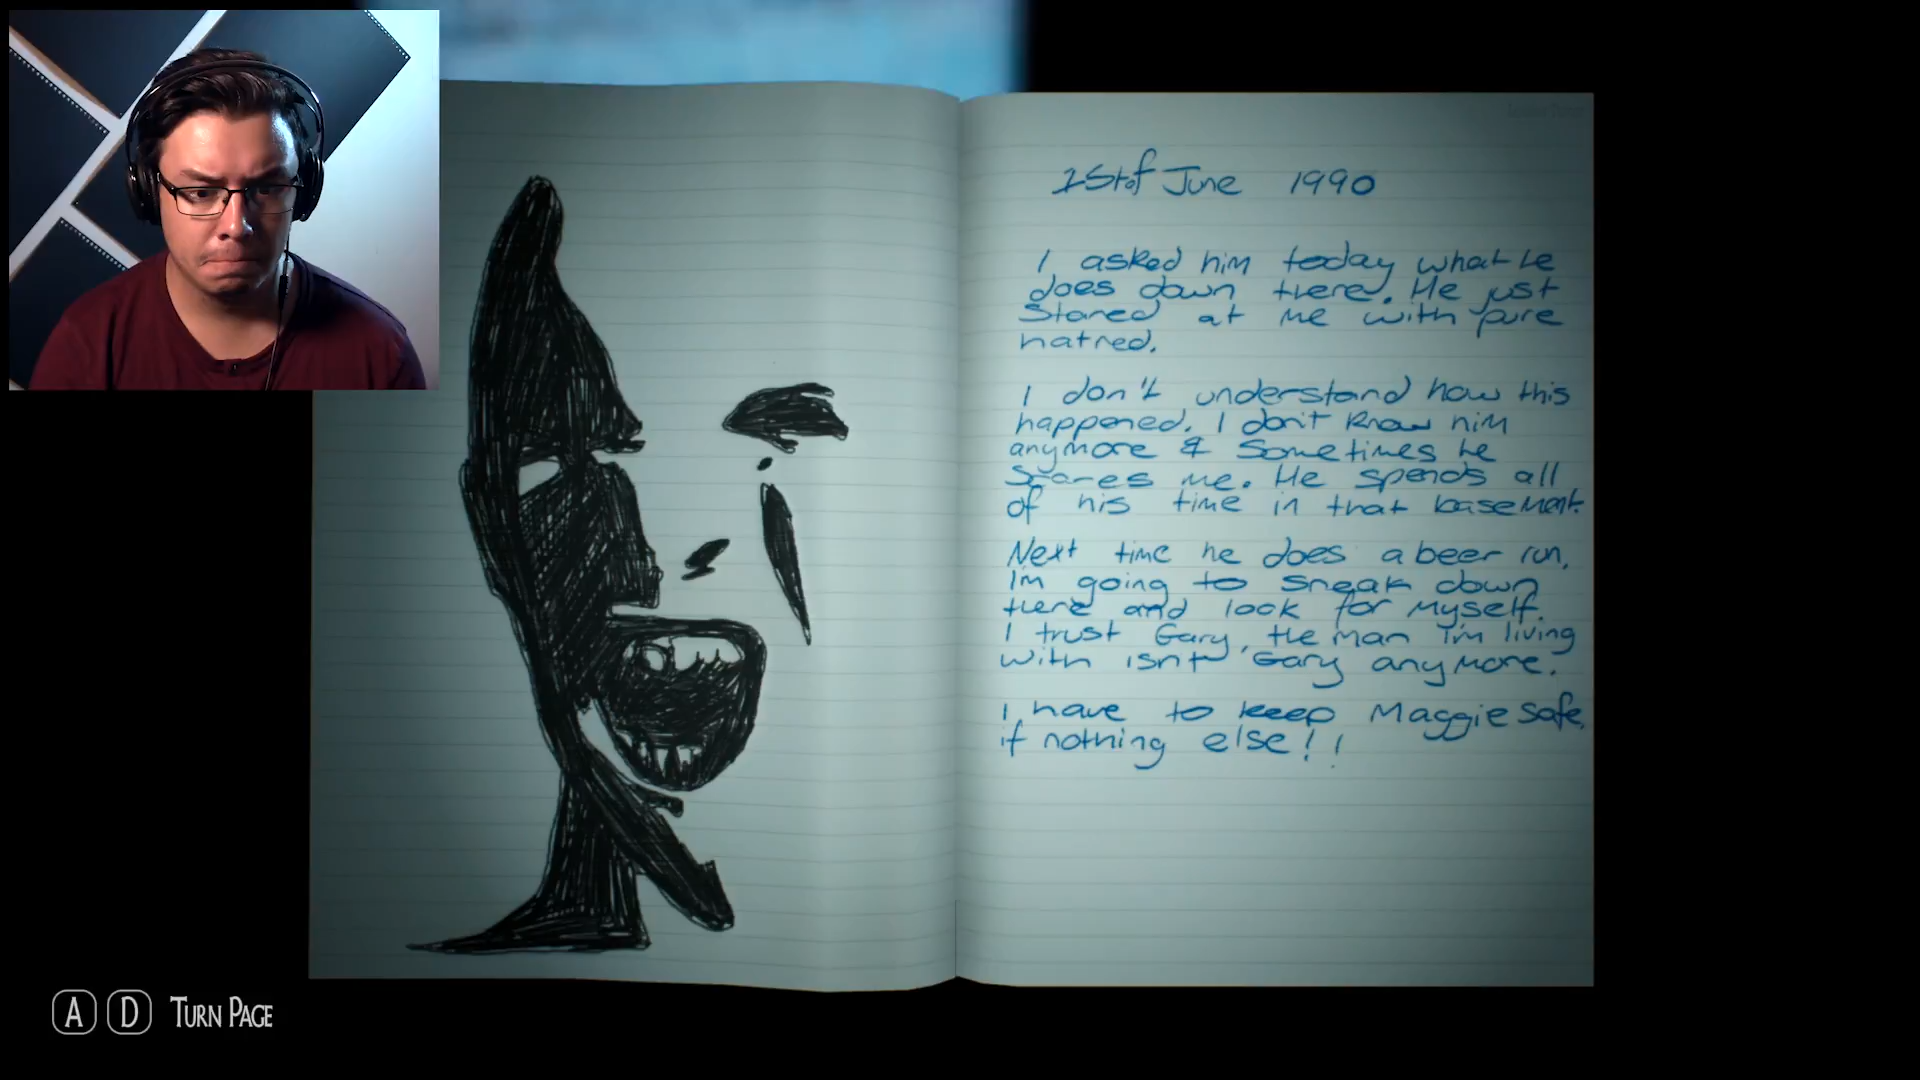 1st of June 1990
I asked him today what he
does down there. He just
Stared at me with pure
hatred.
I don't understand how this
happened. I don't know him
anymore & Sometimes he
Scares me. He spends all
of his time in that basement.
Next time he does a beer run,
I'm going to sneak down
there and look for myself.
I trust Gary, the man I'm living
with isn't Gary anymore.
I have to keep Maggie safe,
if nothing else!!
A D TURN PAGE